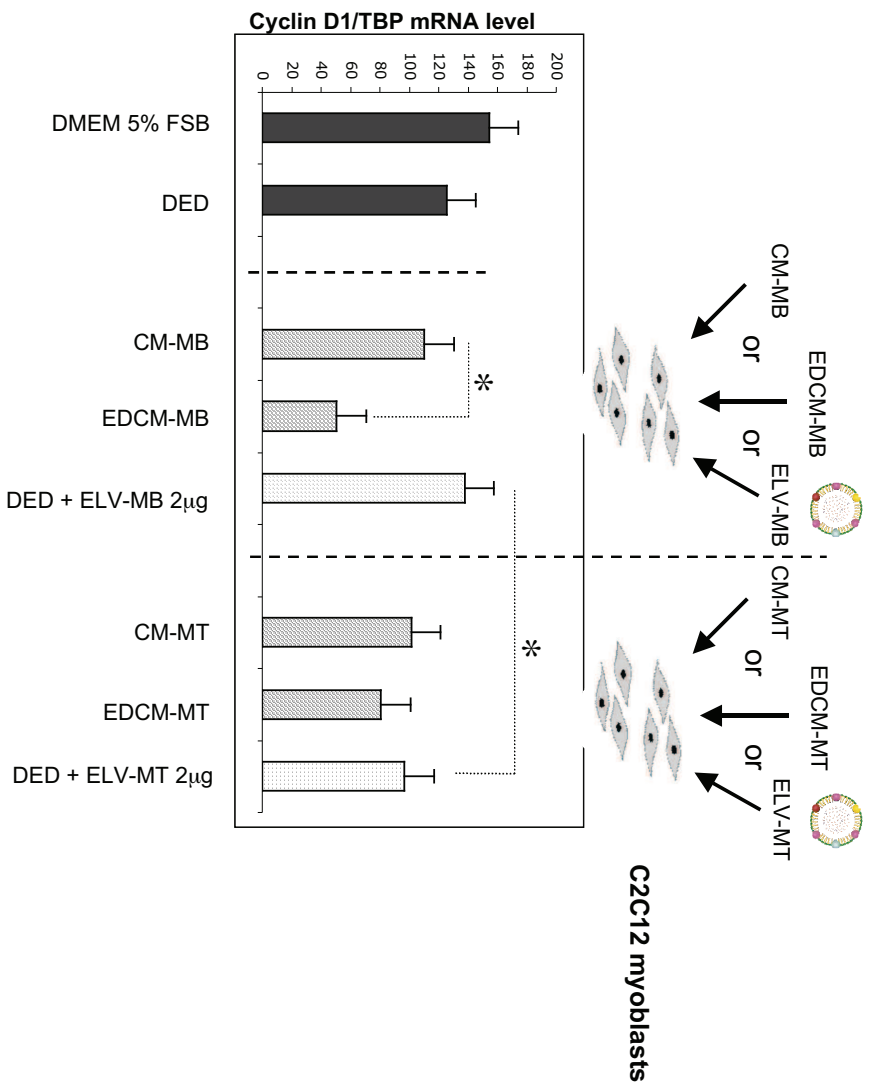 Cyclin D1/TBP mRNA level
0
20
40
60
80
100
120
140
160
180
200
DMEM 5% FSB
DED
CM-MB
EDCM-MB
DED + ELV-MB 2µg
CM-MT
EDCM-MT
DED + ELV-MT 2µg
*
*
CM-MB
or
EDCM-MB
or
ELV-MB
CM-MT
or
EDCM-MT
or
ELV-MT
C2C12 myoblasts